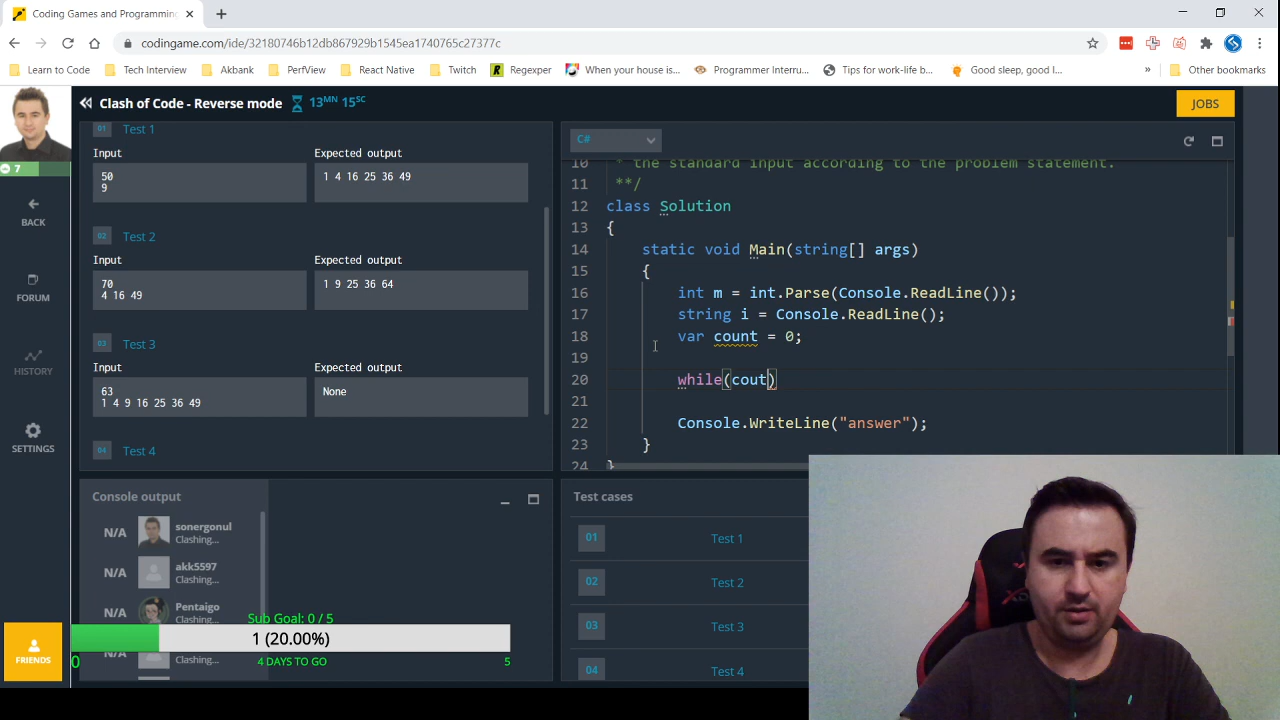 Coding Games and Programming
codingame.com/ide/32180746b12db867929b1545ea1740765c27377c
Learn to Code
Tech Interview
Akbank
PerfView
React Native
Twitch
Regexper
When your house is...
Programmer Interru...
Tips for work-life b...
Good sleep, good l...
»
Other bookmarks
7
BACK
FORUM
HISTORY
SETTINGS
FRIENDS
Clash of Code - Reverse mode
13MN 15SC
JOBS
01 Test 1
Input
50
9
Expected output
1 4 16 25 36 49
02 Test 2
Input
70
4 16 49
Expected output
1 9 25 36 64
03 Test 3
Input
63
1 4 9 16 25 36 49
Expected output
None
04 Test 4
C#
10 * the standard input according to the problem statement.
11 **/
12 class Solution
13 {
14 static void Main(string[] args)
15 {
16 int m = int.Parse(Console.ReadLine());
17 string i = Console.ReadLine();
18 var count = 0;
19
20 while(cout)
21
22 Console.WriteLine("answer");
23 }
24 }
Console output
N/A sonergonul
Clashing...
N/A akk5597
Clashing...
N/A Pentaigo
Clashing...
Clashing...
Sub Goal: 0 / 5
1 (20.00%)
0
4 DAYS TO GO
5
Test cases
01 Test 1
02 Test 2
03 Test 3
04 Test 4